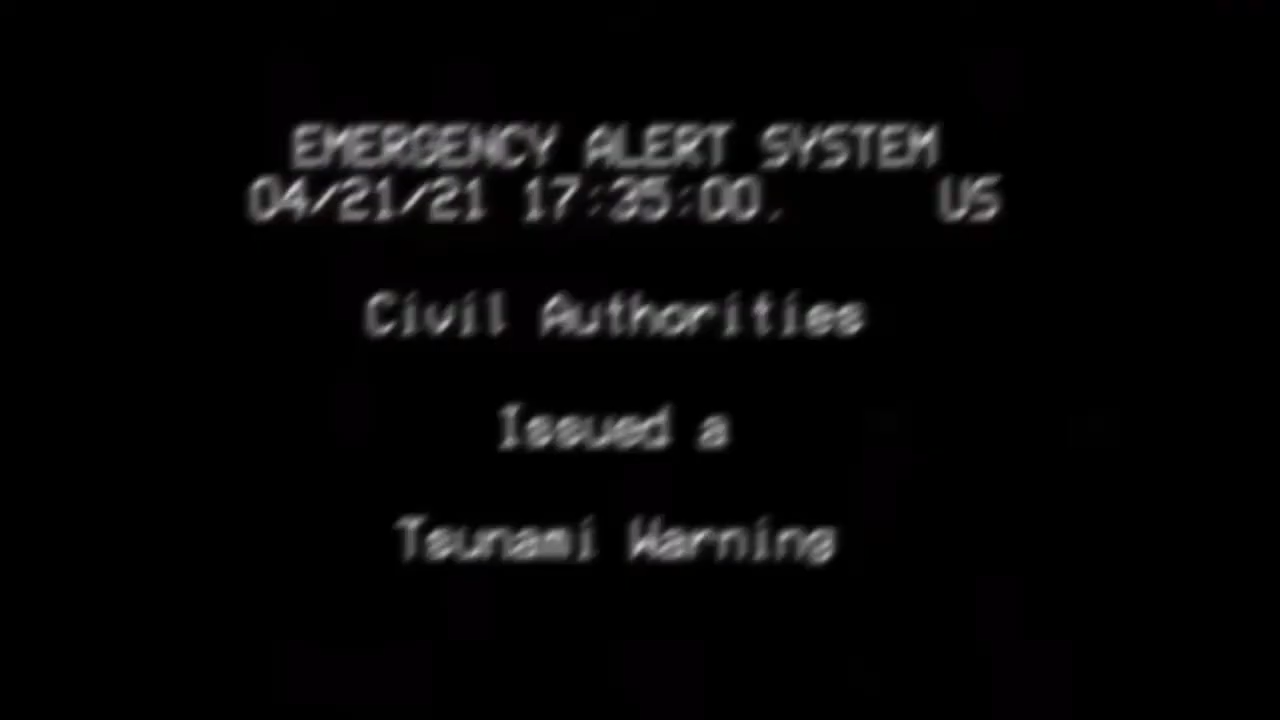 EMERGENCY ALERT SYSTEM
04/21/21 17:35:00. US
Civil Authorities
Issued a
Tsunami Warning